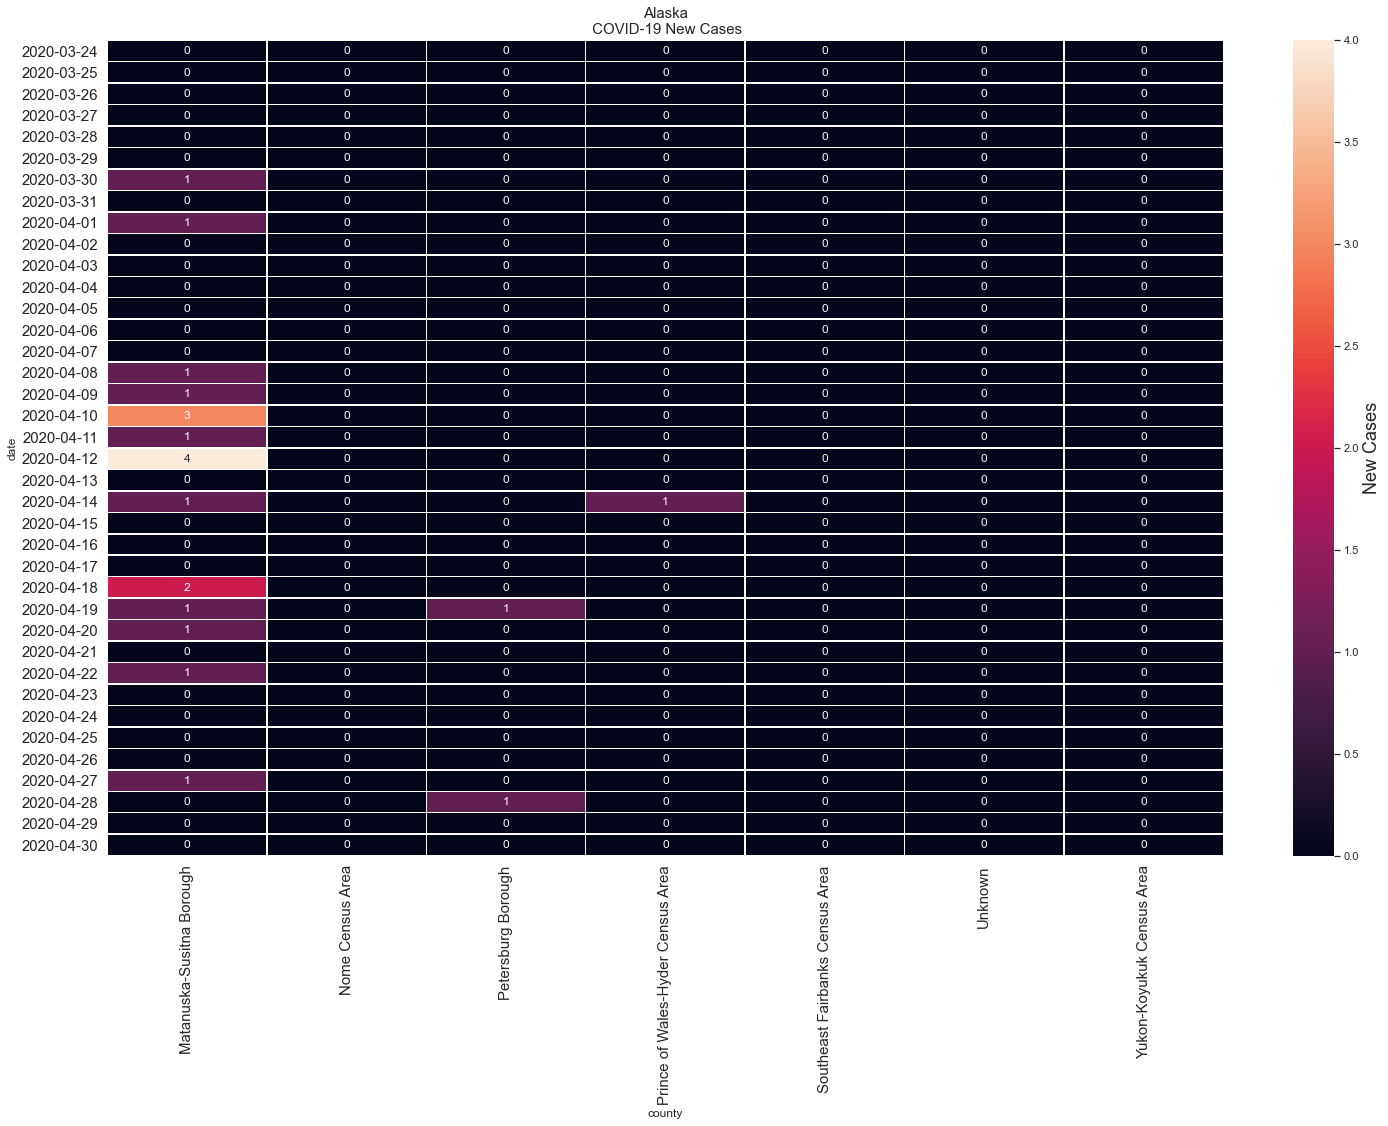 Alaska
COVID-19 New Cases
2020-03-24 0 0 0 0 0 0 0
2020-03-25 0 0 0 0 0 0 0
2020-03-26 0 0 0 0 0 0 0
2020-03-27 0 0 0 0 0 0 0
2020-03-28 0 0 0 0 0 0 0
2020-03-29 0 0 0 0 0 0 0
2020-03-30 1 0 0 0 0 0 0
2020-03-31 0 0 0 0 0 0 0
2020-04-01 1 0 0 0 0 0 0
2020-04-02 0 0 0 0 0 0 0
2020-04-03 0 0 0 0 0 0 0
2020-04-04 0 0 0 0 0 0 0
2020-04-05 0 0 0 0 0 0 0
2020-04-06 0 0 0 0 0 0 0
2020-04-07 0 0 0 0 0 0 0
2020-04-08 1 0 0 0 0 0 0
2020-04-09 1 0 0 0 0 0 0
2020-04-10 3 0 0 0 0 0 0
2020-04-11 1 0 0 0 0 0 0
2020-04-12 4 0 0 0 0 0 0
2020-04-13 0 0 0 0 0 0 0
2020-04-14 1 0 0 1 0 0 0
2020-04-15 0 0 0 0 0 0 0
2020-04-16 0 0 0 0 0 0 0
2020-04-17 0 0 0 0 0 0 0
2020-04-18 2 0 0 0 0 0 0
2020-04-19 1 0 1 0 0 0 0
2020-04-20 1 0 0 0 0 0 0
2020-04-21 0 0 0 0 0 0 0
2020-04-22 1 0 0 0 0 0 0
2020-04-23 0 0 0 0 0 0 0
2020-04-24 0 0 0 0 0 0 0
2020-04-25 0 0 0 0 0 0 0
2020-04-26 0 0 0 0 0 0 0
2020-04-27 1 0 0 0 0 0 0
2020-04-28 0 0 1 0 0 0 0
2020-04-29 0 0 0 0 0 0 0
2020-04-30 0 0 0 0 0 0 0
date
Matanuska-Susitna Borough
Nome Census Area
Petersburg Borough
Prince of Wales-Hyder Census Area
Southeast Fairbanks Census Area
Unknown
Yukon-Koyukuk Census Area
county
4.0
3.5
3.0
2.5
2.0
1.5
1.0
0.5
0.0
New Cases